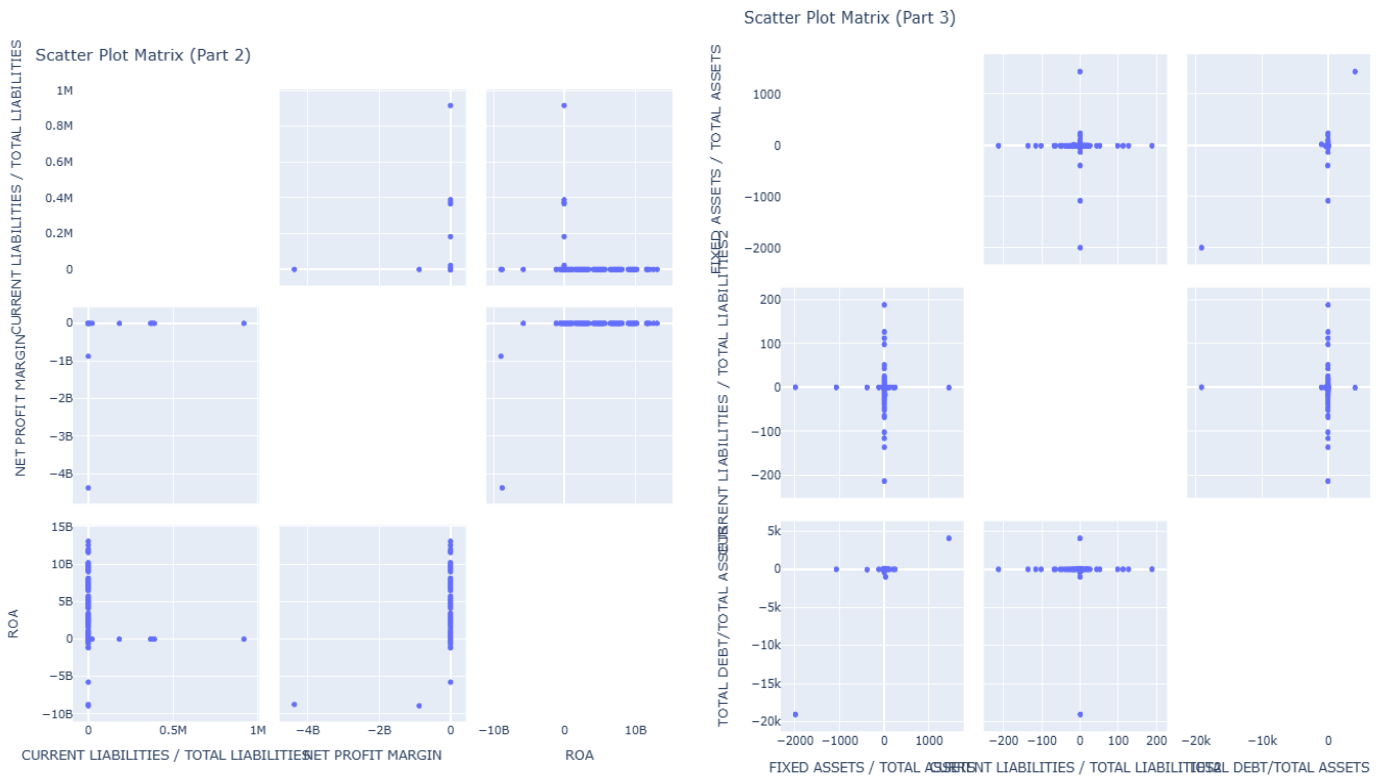 Scatter Plot Matrix (Part 2)
CURRENT LIABILITIES / TOTAL LIABILITIES
1M
0.8M
0.6M
0.4M
0.2M
0
NET PROFIT MARGIN
0
−1B
−2B
−3B
−4B
ROA
15B
10B
5B
0
−5B
−10B
0
0.5M
1M
−4B
−2B
0
−10B
0
10B
CURRENT LIABILITIES / TOTAL LIABILITIES
NET PROFIT MARGIN
ROA
Scatter Plot Matrix (Part 3)
FIXED ASSETS / TOTAL ASSETS
1000
0
−1000
−2000
CURRENT LIABILITIES / TOTAL LIABILITIES2
200
100
0
−100
−200
TOTAL DEBT/TOTAL ASSETS
5k
0
−5k
−10k
−15k
−20k
−2000
−1000
0
1000
−200
−100
0
100
200
−20k
−10k
0
FIXED ASSETS / TOTAL ASSETS
CURRENT LIABILITIES / TOTAL LIABILITIES2
TOTAL DEBT/TOTAL ASSETS